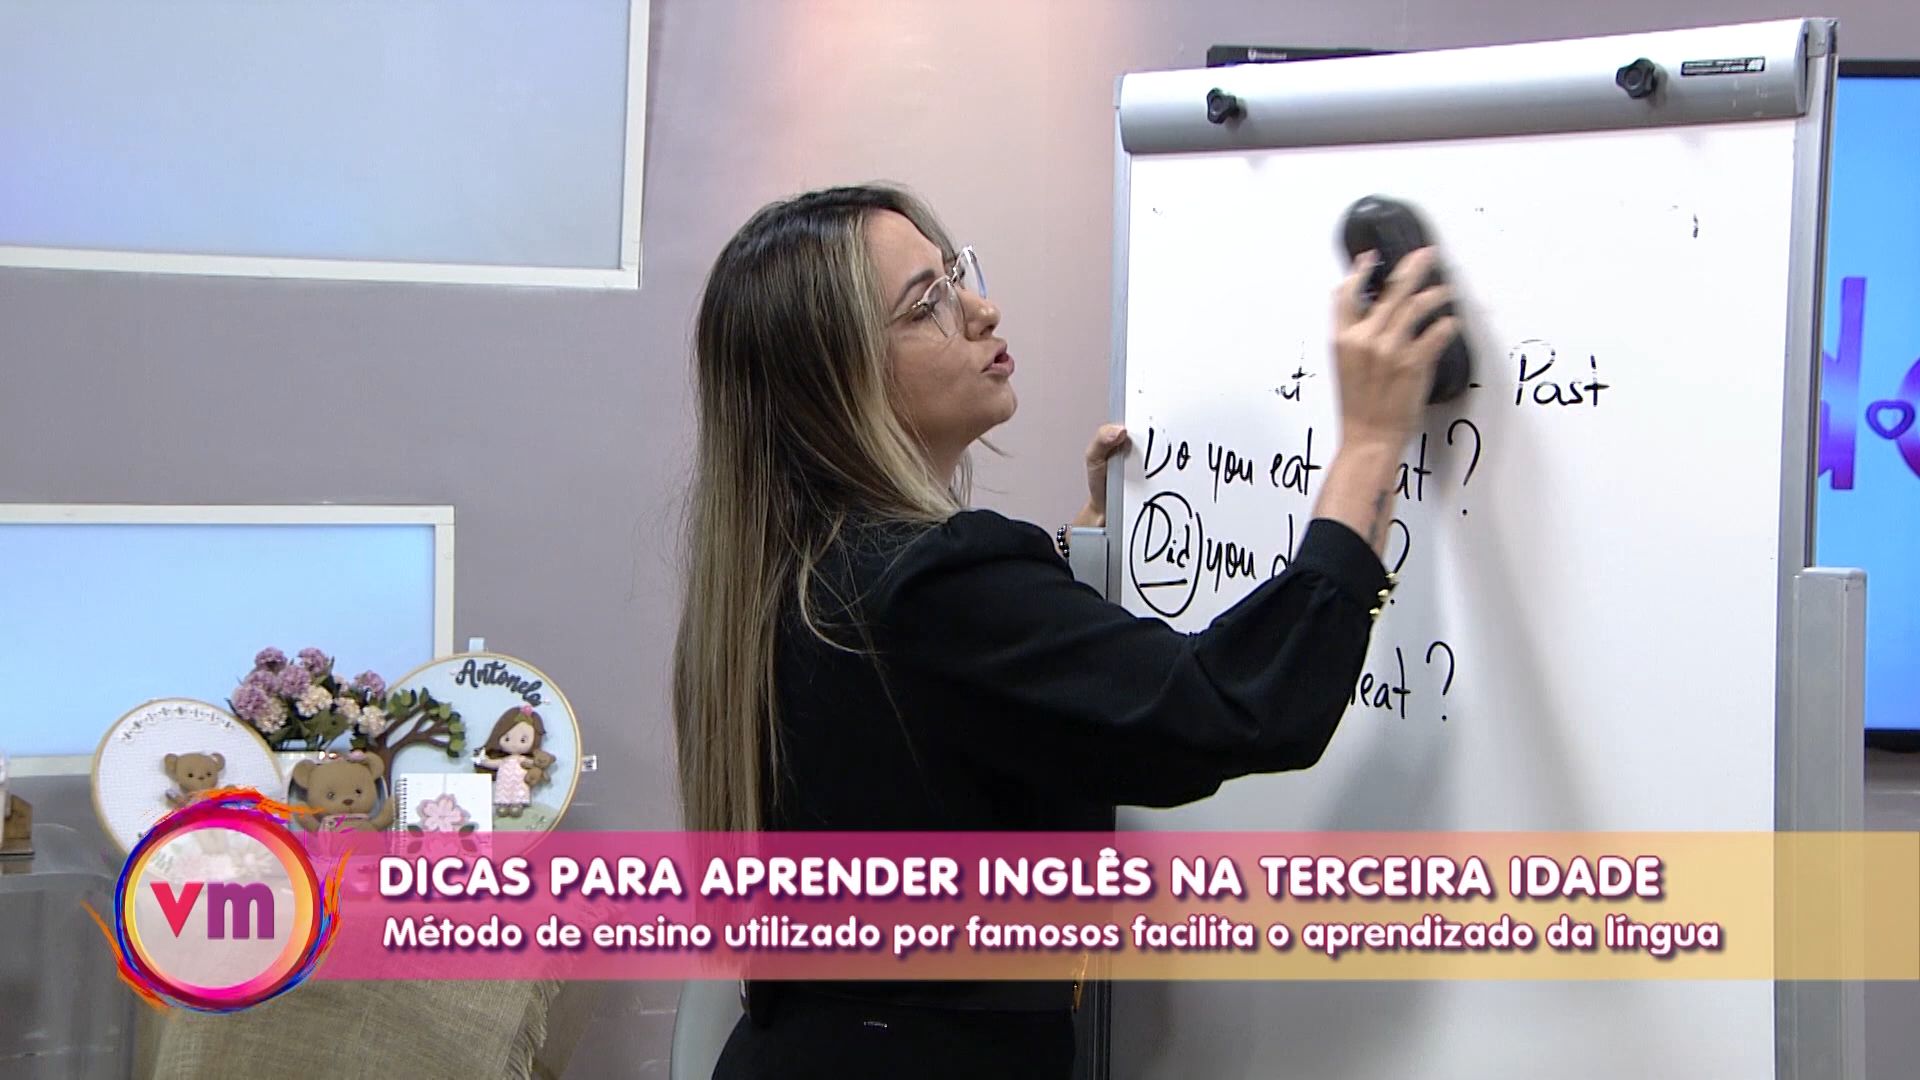 Past
Do you eat ?
Did you ?
eat ?
Antonela
vm
DICAS PARA APRENDER INGLÊS NA TERCEIRA IDADE
Método de ensino utilizado por famosos facilita o aprendizado da língua